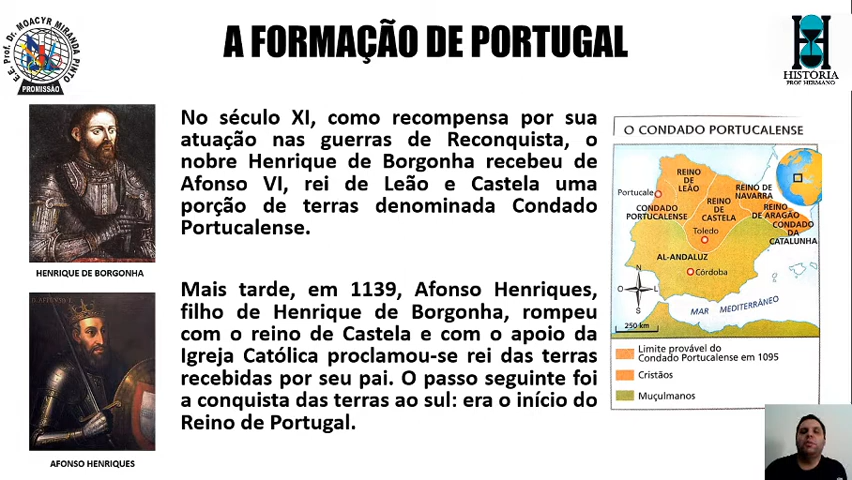 A FORMAÇÃO DE PORTUGAL
E.E. Prof. Dr. MOACYR MIRANDA PINTO
PROMISSÃO
HISTORIA
PROF HERMANO
No século XI, como recompensa por sua
atuação nas guerras de Reconquista, o
nobre Henrique de Borgonha recebeu de
Afonso VI, rei de Leão e Castela uma
porção de terras denominada Condado
Portucalense.
HENRIQUE DE BORGONHA
Mais tarde, em 1139, Afonso Henriques,
filho de Henrique de Borgonha, rompeu
com o reino de Castela e com o apoio da
Igreja Católica proclamou-se rei das terras
recebidas por seu pai. O passo seguinte foi
a conquista das terras ao sul: era o início do
Reino de Portugal.
AFONSO HENRIQUES
O CONDADO PORTUCALENSE
REINO
DE
LEÃO
REINO DE
NAVARRA
Portucale
CONDADO
PORTUCALENSE
REINO
DE
CASTELA
REINO
DE ARAGÃO
CONDADO
DA
CATALUNHA
Toledo
AL-ANDALUZ
Córdoba
N
O
L
S
MAR MEDITERRÂNEO
250 km
Limite provável do
Condado Portucalense em 1095
Cristãos
Muçulmanos